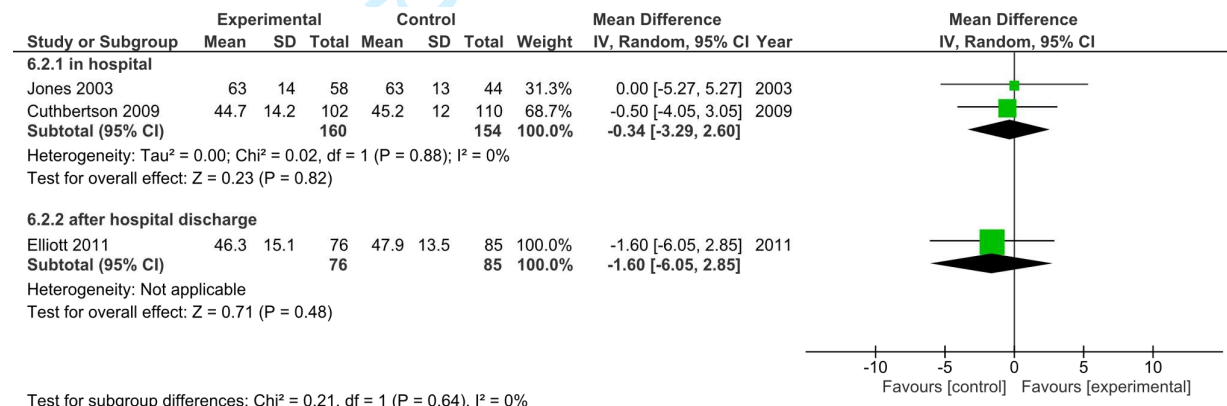 Experimental Control Mean Difference Mean Difference
Study or Subgroup Mean SD Total Mean SD Total Weight IV, Random, 95% CI Year IV, Random, 95% CI
6.2.1 in hospital
Jones 2003 63 14 58 63 13 44 31.3% 0.00 [-5.27, 5.27] 2003
Cuthbertson 2009 44.7 14.2 102 45.2 12 110 68.7% -0.50 [-4.05, 3.05] 2009
Subtotal (95% CI) 160 154 100.0% -0.34 [-3.29, 2.60]
Heterogeneity: Tau² = 0.00; Chi² = 0.02, df = 1 (P = 0.88); I² = 0%
Test for overall effect: Z = 0.23 (P = 0.82)
6.2.2 after hospital discharge
Elliott 2011 46.3 15.1 76 47.9 13.5 85 100.0% -1.60 [-6.05, 2.85] 2011
Subtotal (95% CI) 76 85 100.0% -1.60 [-6.05, 2.85]
Heterogeneity: Not applicable
Test for overall effect: Z = 0.71 (P = 0.48)
-10 -5 0 5 10
Favours [control] Favours [experimental]
Test for subgroup differences: Chi² = 0.21, df = 1 (P = 0.64), I² = 0%